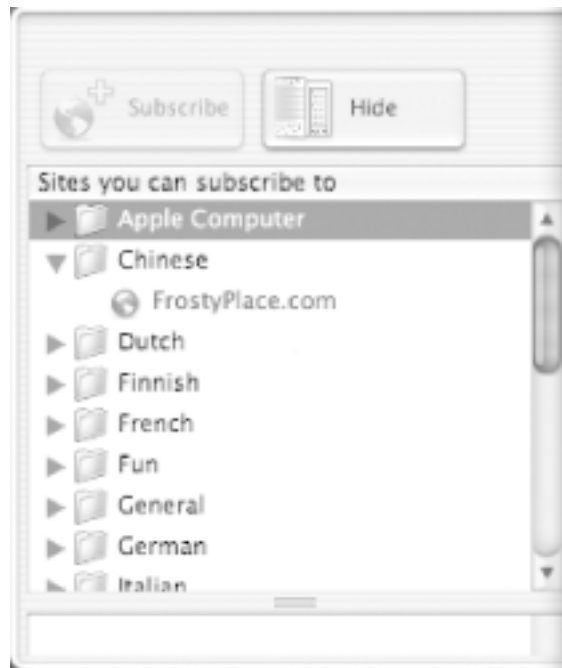 Subscribe Hide
Sites you can subscribe to
Apple Computer
Chinese
FrostyPlace.com
Dutch
Finnish
French
Fun
General
German
Italian